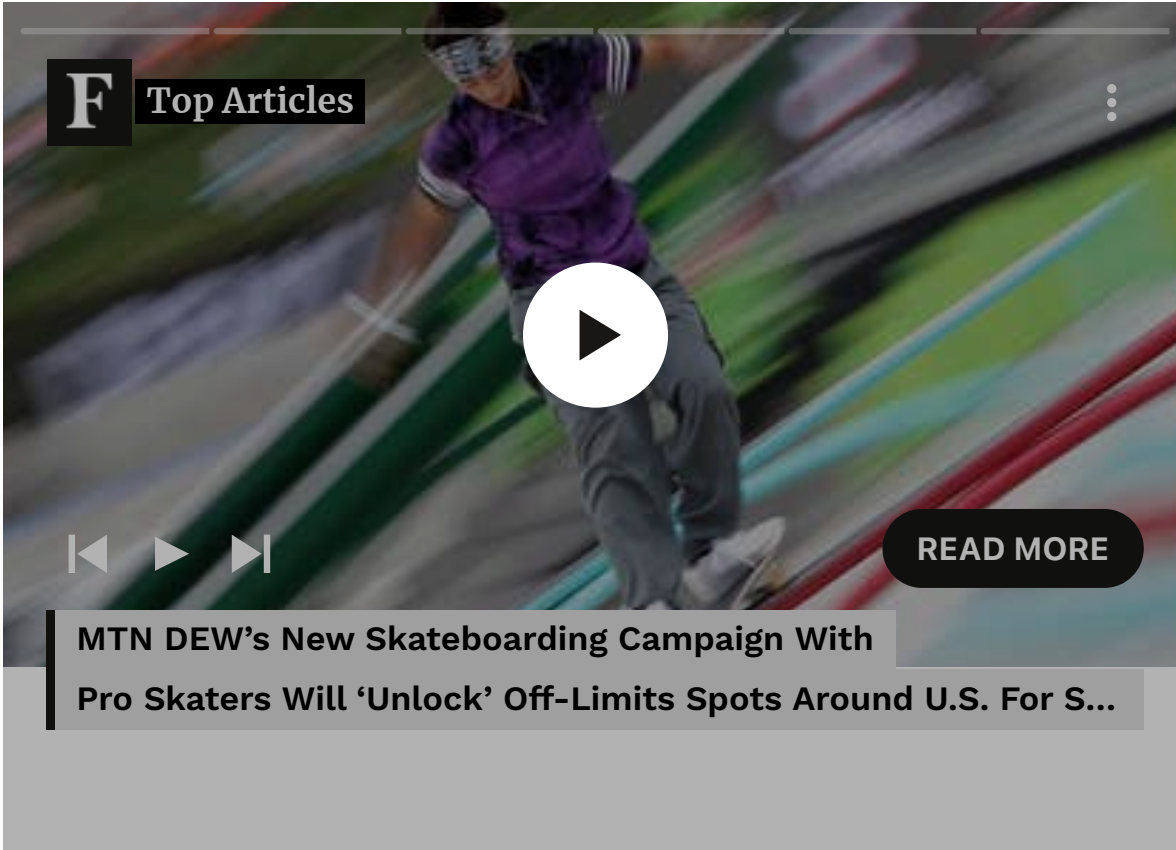 F
Top Articles
READ MORE
MTN DEW’s New Skateboarding Campaign With
Pro Skaters Will ‘Unlock’ Off-Limits Spots Around U.S. For S...